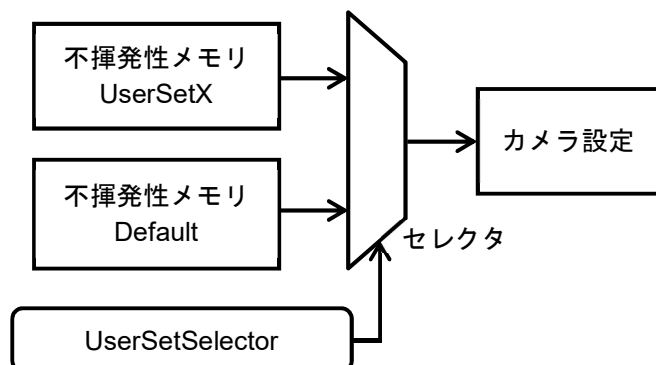 不揮発性メモリ
UserSetX
カメラ設定
不揮発性メモリ
Default
セレクタ
UserSetSelector